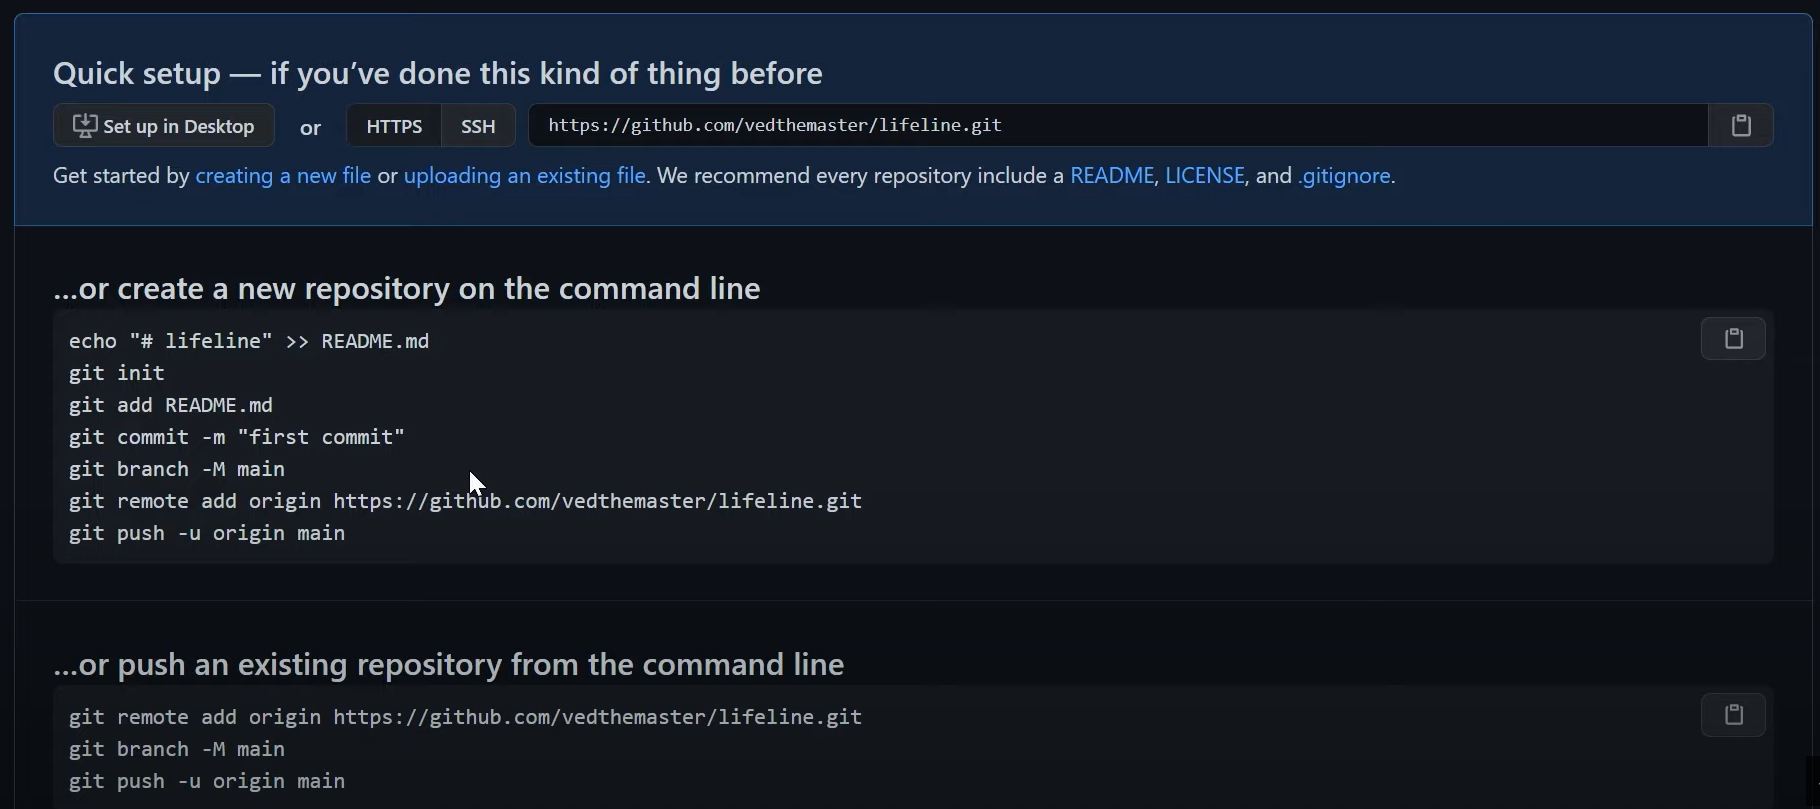 Quick setup — if you’ve done this kind of thing before
Set up in Desktop or HTTPS SSH https://github.com/vedthemaster/lifeline.git
Get started by creating a new file or uploading an existing file. We recommend every repository include a README, LICENSE, and .gitignore.
…or create a new repository on the command line
echo "# lifeline" >> README.md
git init
git add README.md
git commit -m "first commit"
git branch -M main
git remote add origin https://github.com/vedthemaster/lifeline.git
git push -u origin main
…or push an existing repository from the command line
git remote add origin https://github.com/vedthemaster/lifeline.git
git branch -M main
git push -u origin main